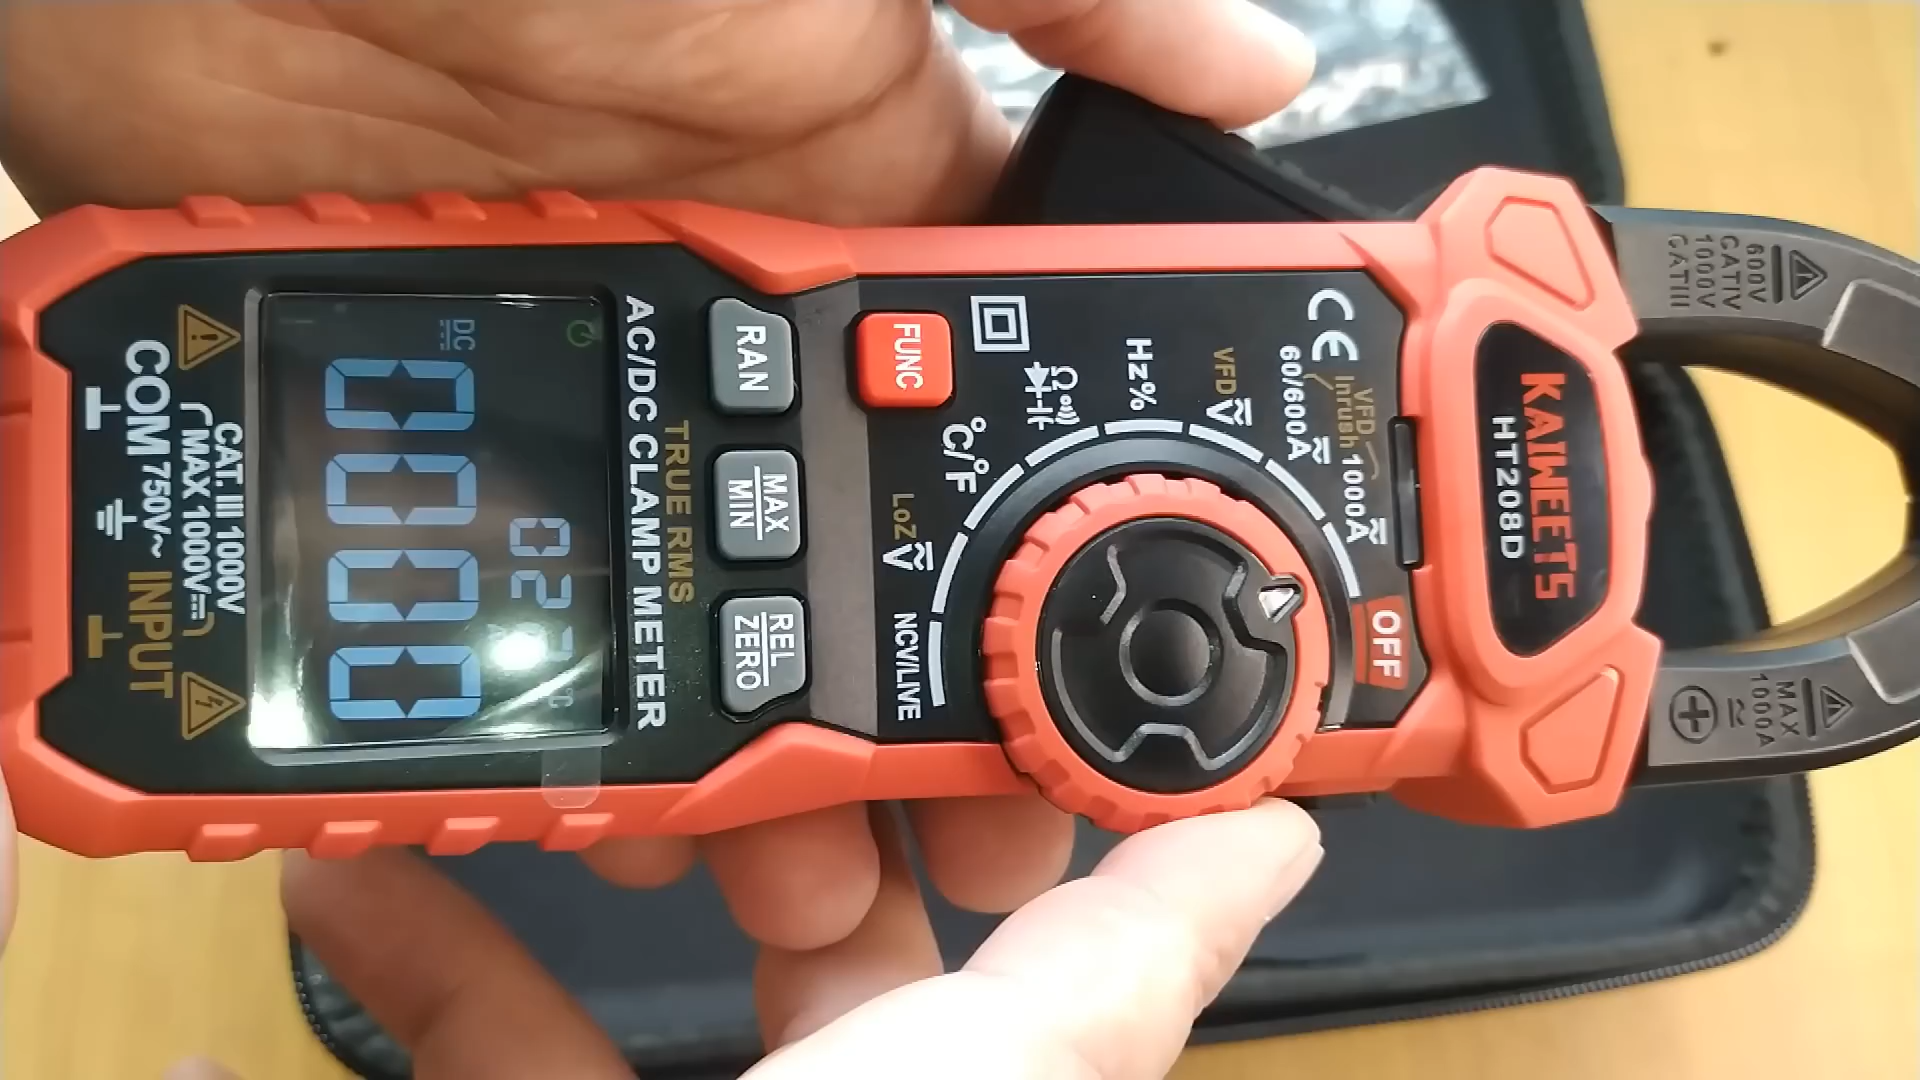 600V
CATIV
1000V
CATIII
MAX
1000A
KAIWEETS
HT208D
CE
VFD
Inrush
1000A
60/600A
OFF
VFD V
Hz%
Ω
°C/°F
LoZ V
NCV/LIVE
FUNC
RAN
MAX
MIN
REL
ZERO
TRUE RMS
AC/DC CLAMP METER
DC
0000
CAT. III 1000V
MAX 1000V
750V~
COM
INPUT